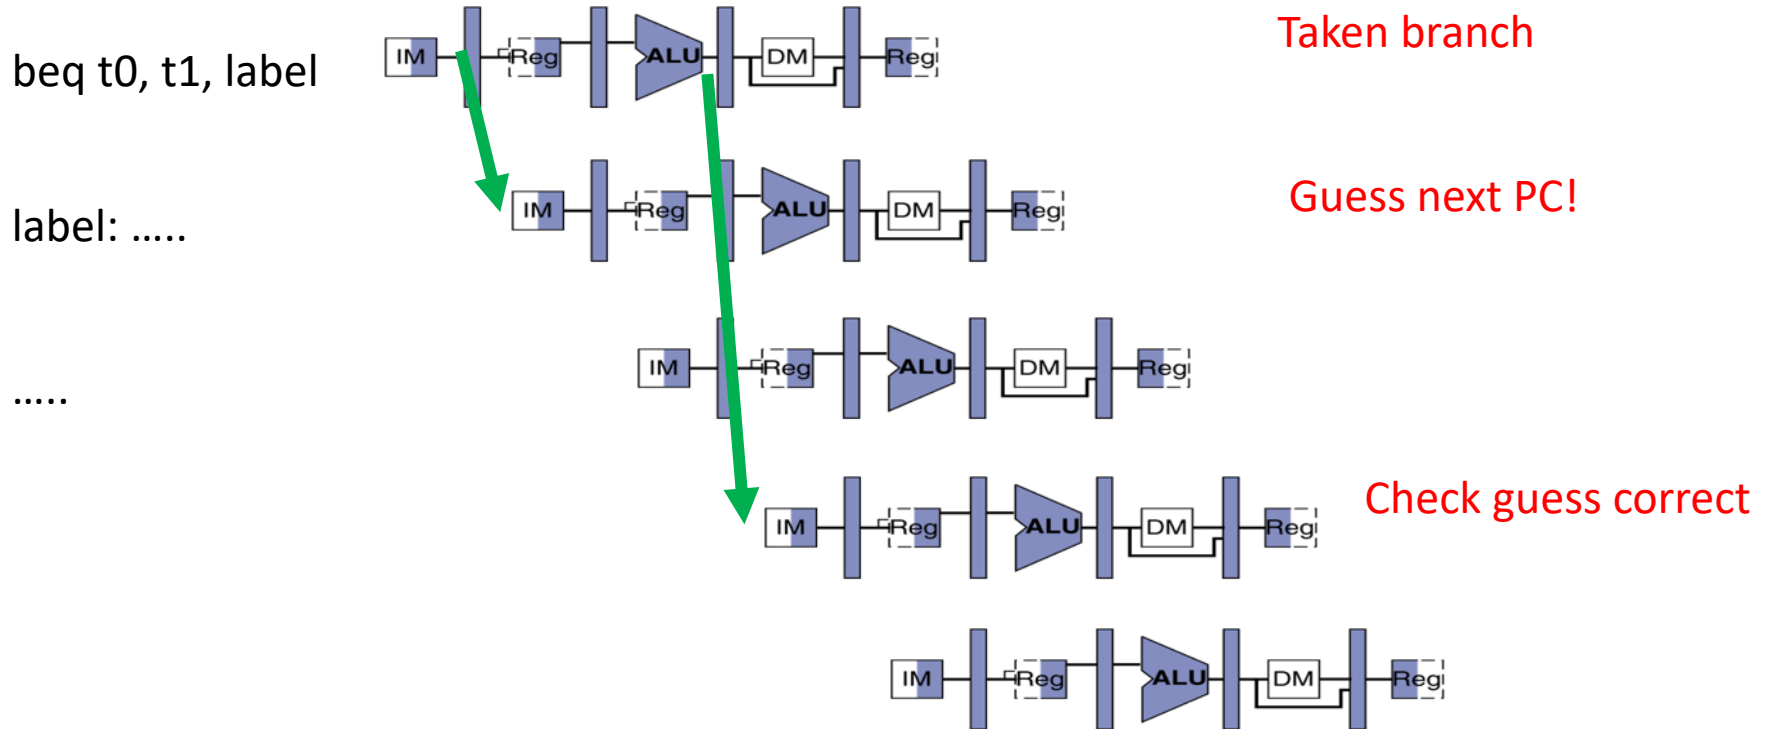 IM Reg ALU DM Reg Taken branch
beq t0, t1, label
IM Reg ALU DM Reg Guess next PC!
label: …..
IM Reg ALU DM Reg
…..
IM Reg ALU DM Reg Check guess correct
IM Reg ALU DM Reg